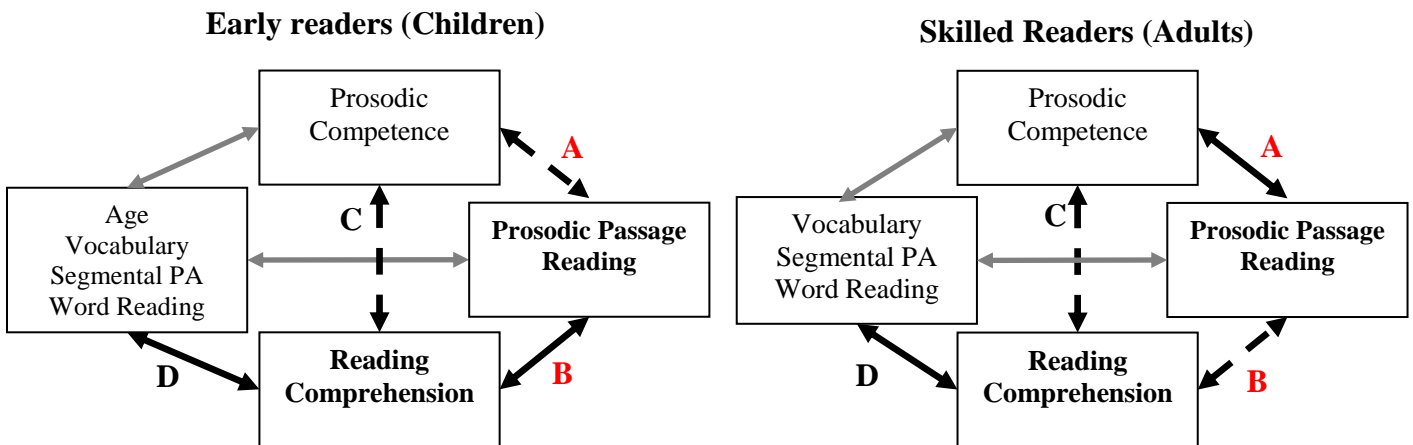 Early readers (Children)
Prosodic
Competence
A
C
Age
Vocabulary
Segmental PA
Word Reading
Prosodic Passage
Reading
D
Reading
Comprehension
B
Skilled Readers (Adults)
Prosodic
Competence
A
C
Vocabulary
Segmental PA
Word Reading
Prosodic Passage
Reading
D
Reading
Comprehension
B